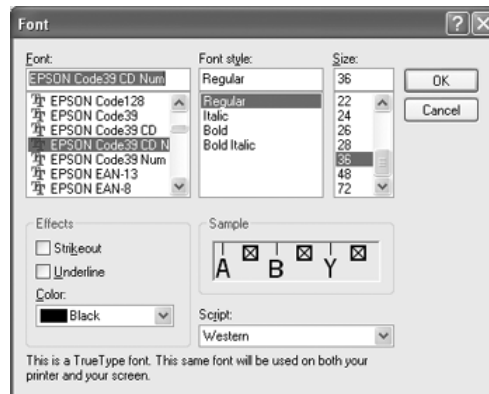 Font
Font:
EPSON Code39 CD Num
EPSON Code128
EPSON Code39
EPSON Code39 CD
EPSON Code39 CD N
EPSON Code39 Num
EPSON EAN-13
EPSON EAN-8
Font style:
Regular
Regular
Italic
Bold
Bold Italic
Size:
36
22
24
26
28
36
48
72
OK
Cancel
Effects
Strikeout
Underline
Color:
Black
Sample
A B Y
Script:
Western
This is a TrueType font. This same font will be used on both your
printer and your screen.